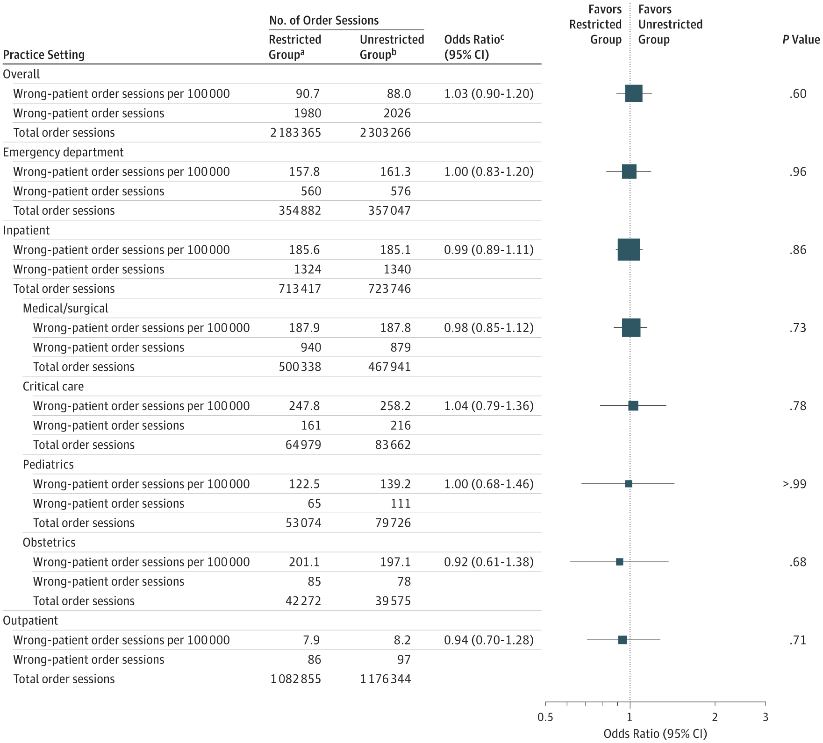 No. of Order Sessions
Favors Restricted Group
Favors Unrestricted Group
Practice Setting Restricted Groupᵃ Unrestricted Groupᵇ Odds Ratioᶜ (95% CI) P Value
Overall
Wrong-patient order sessions per 100 000 90.7 88.0 1.03 (0.90-1.20) .60
Wrong-patient order sessions 1980 2026
Total order sessions 2 183 365 2 303 266
Emergency department
Wrong-patient order sessions per 100 000 157.8 161.3 1.00 (0.83-1.20) .96
Wrong-patient order sessions 560 576
Total order sessions 354 882 357 047
Inpatient
Wrong-patient order sessions per 100 000 185.6 185.1 0.99 (0.89-1.11) .86
Wrong-patient order sessions 1324 1340
Total order sessions 713 417 723 746
Medical/surgical
Wrong-patient order sessions per 100 000 187.9 187.8 0.98 (0.85-1.12) .73
Wrong-patient order sessions 940 879
Total order sessions 500 338 467 941
Critical care
Wrong-patient order sessions per 100 000 247.8 258.2 1.04 (0.79-1.36) .78
Wrong-patient order sessions 161 216
Total order sessions 64 979 83 662
Pediatrics
Wrong-patient order sessions per 100 000 122.5 139.2 1.00 (0.68-1.46) >.99
Wrong-patient order sessions 65 111
Total order sessions 53 074 79 726
Obstetrics
Wrong-patient order sessions per 100 000 201.1 197.1 0.92 (0.61-1.38) .68
Wrong-patient order sessions 85 78
Total order sessions 42 272 39 575
Outpatient
Wrong-patient order sessions per 100 000 7.9 8.2 0.94 (0.70-1.28) .71
Wrong-patient order sessions 86 97
Total order sessions 1 082 855 1 176 344
0.5 1 2 3
Odds Ratio (95% CI)